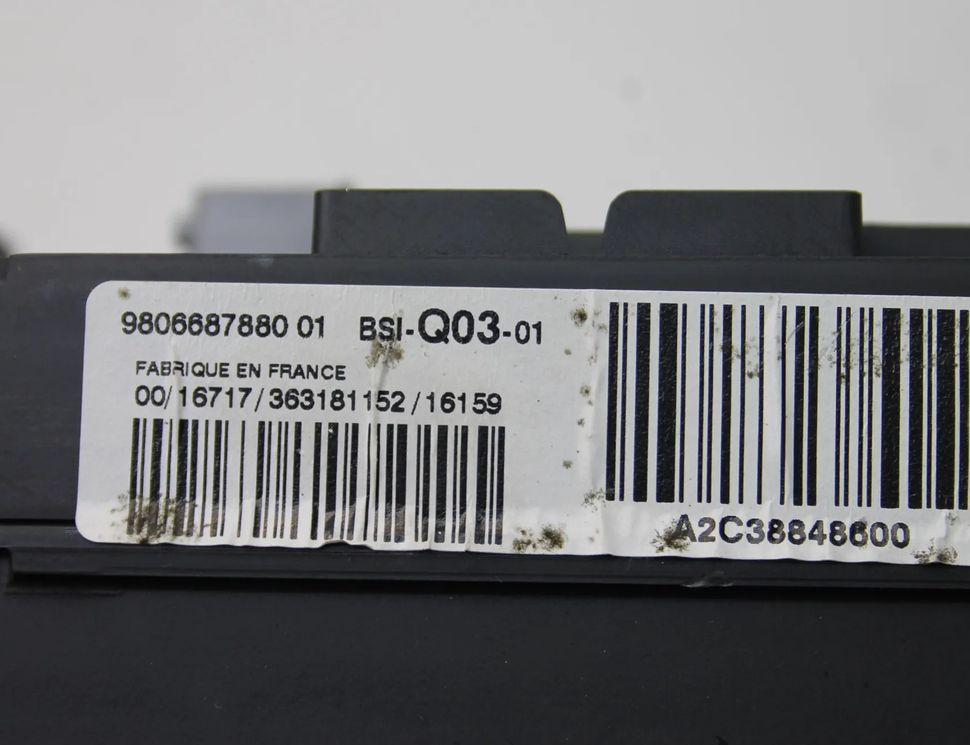 9806687880 01 BSI-Q03-01
FABRIQUE EN FRANCE
00/16717/363181152/16159
A2C38848600